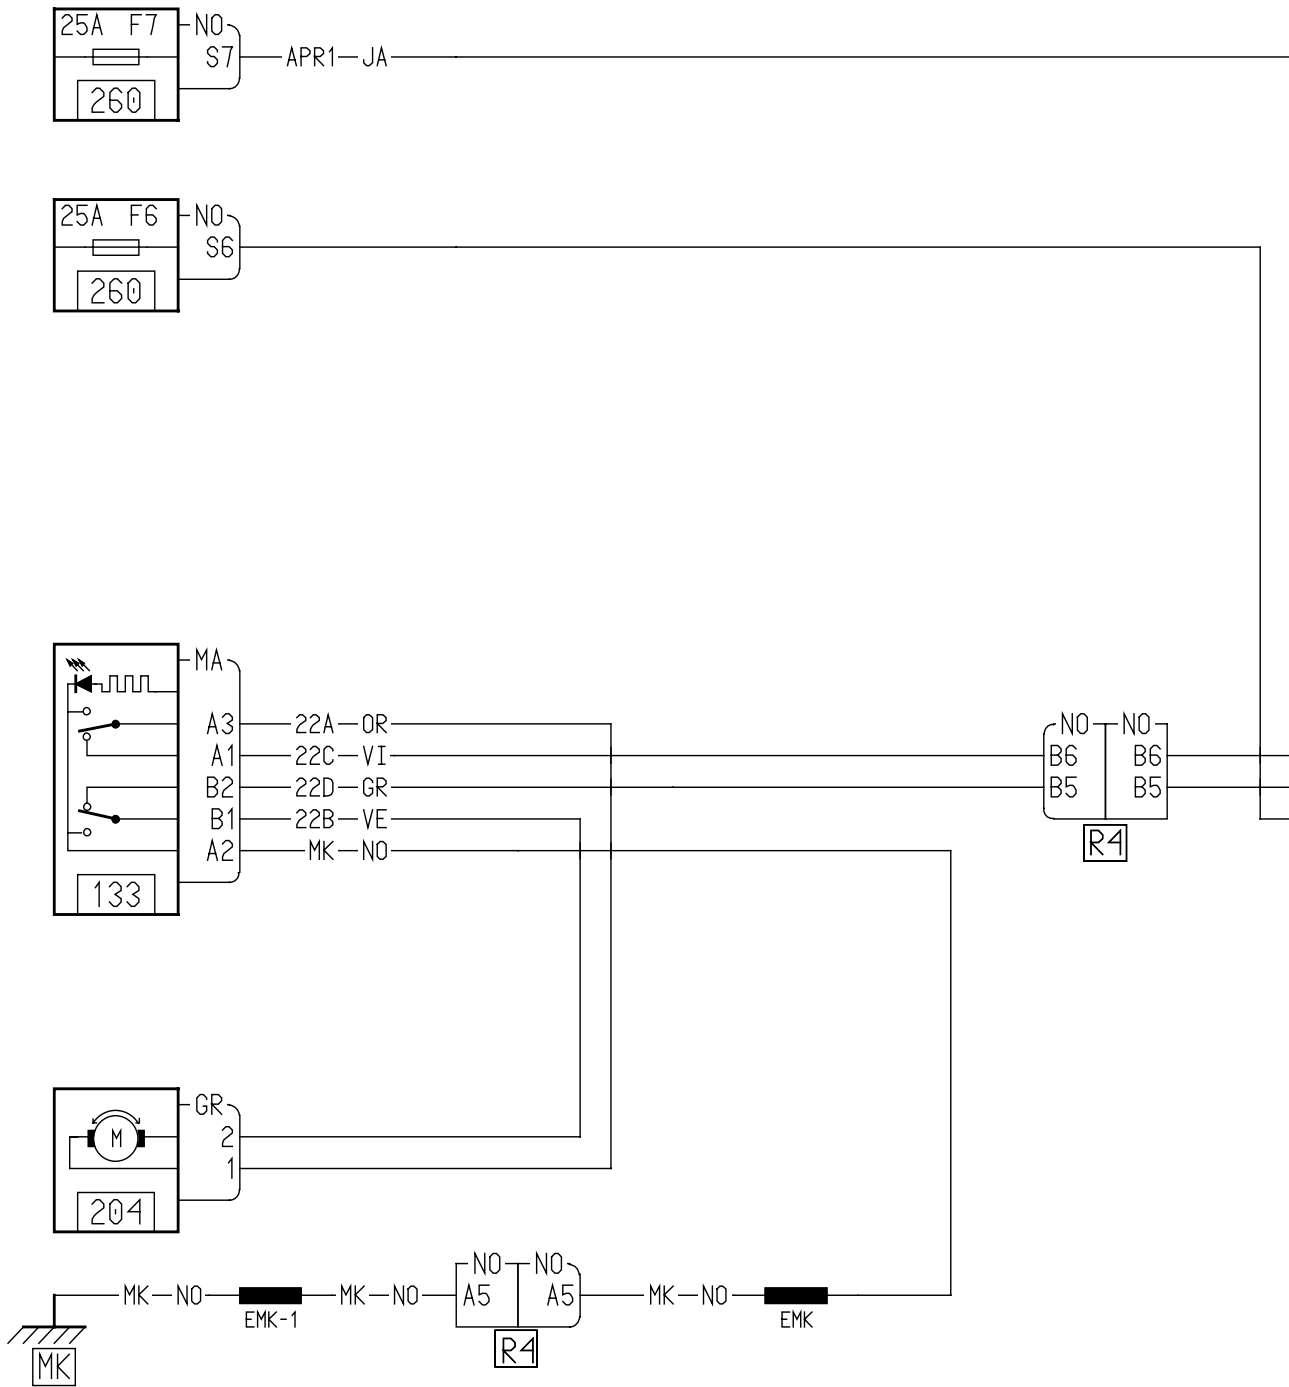 25A F7 NO
S7 APR1 JA
260
25A F6 NO
S6
260
MA
A3 22A OR NO NO
A1 22C VI B6 B6
B2 22D GR B5 B5
B1 22B VE
A2 MK NO R4
133
GR
M 2
1
204
NO NO
MK NO MK NO A5 A5 MK NO
EMK-1 EMK
R4
MK